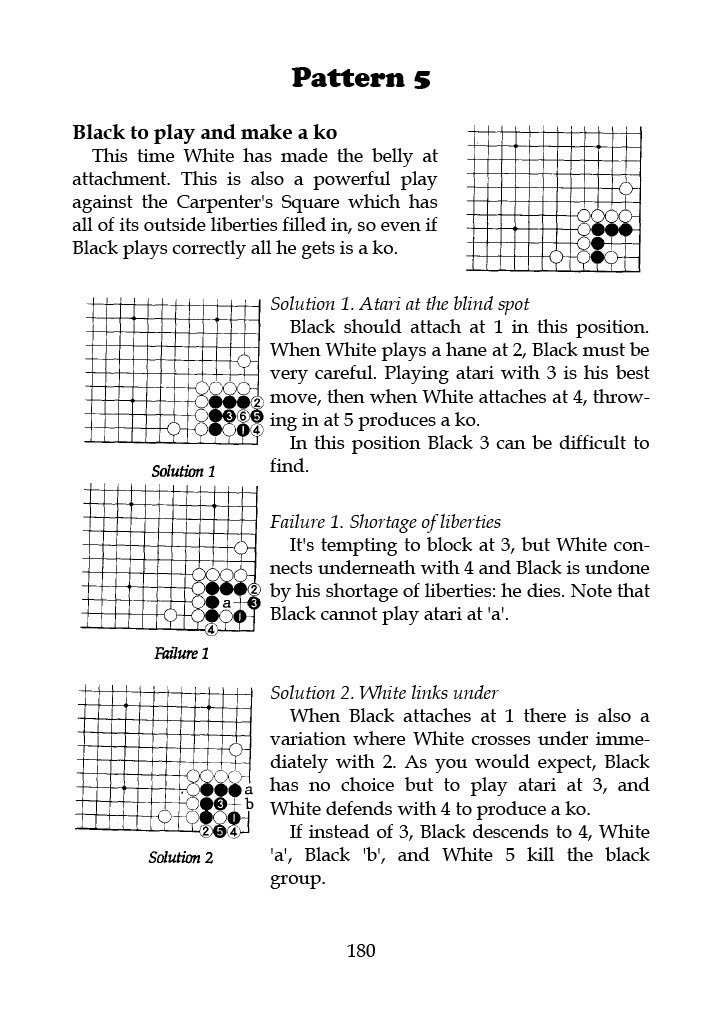 Pattern 5
Black to play and make a ko
This time White has made the belly at
attachment. This is also a powerful play
against the Carpenter's Square which has
all of its outside liberties filled in, so even if
Black plays correctly all he gets is a ko.
Solution 1. Atari at the blind spot
Black should attach at 1 in this position.
When White plays a hane at 2, Black must be
very careful. Playing atari with 3 is his best
move, then when White attaches at 4, throw-
ing in at 5 produces a ko.
In this position Black 3 can be difficult to
find.
2
3 6 5
1 4
Solution 1
Failure 1. Shortage of liberties
It's tempting to block at 3, but White con-
nects underneath with 4 and Black is undone
by his shortage of liberties: he dies. Note that
Black cannot play atari at 'a'.
2
a 3
1
4
Failure 1
Solution 2. White links under
When Black attaches at 1 there is also a
variation where White crosses under imme-
diately with 2. As you would expect, Black
has no choice but to play atari at 3, and
White defends with 4 to produce a ko.
If instead of 3, Black descends to 4, White
'a', Black 'b', and White 5 kill the black
group.
a
3 b
1
2 5 4
Solution 2
180